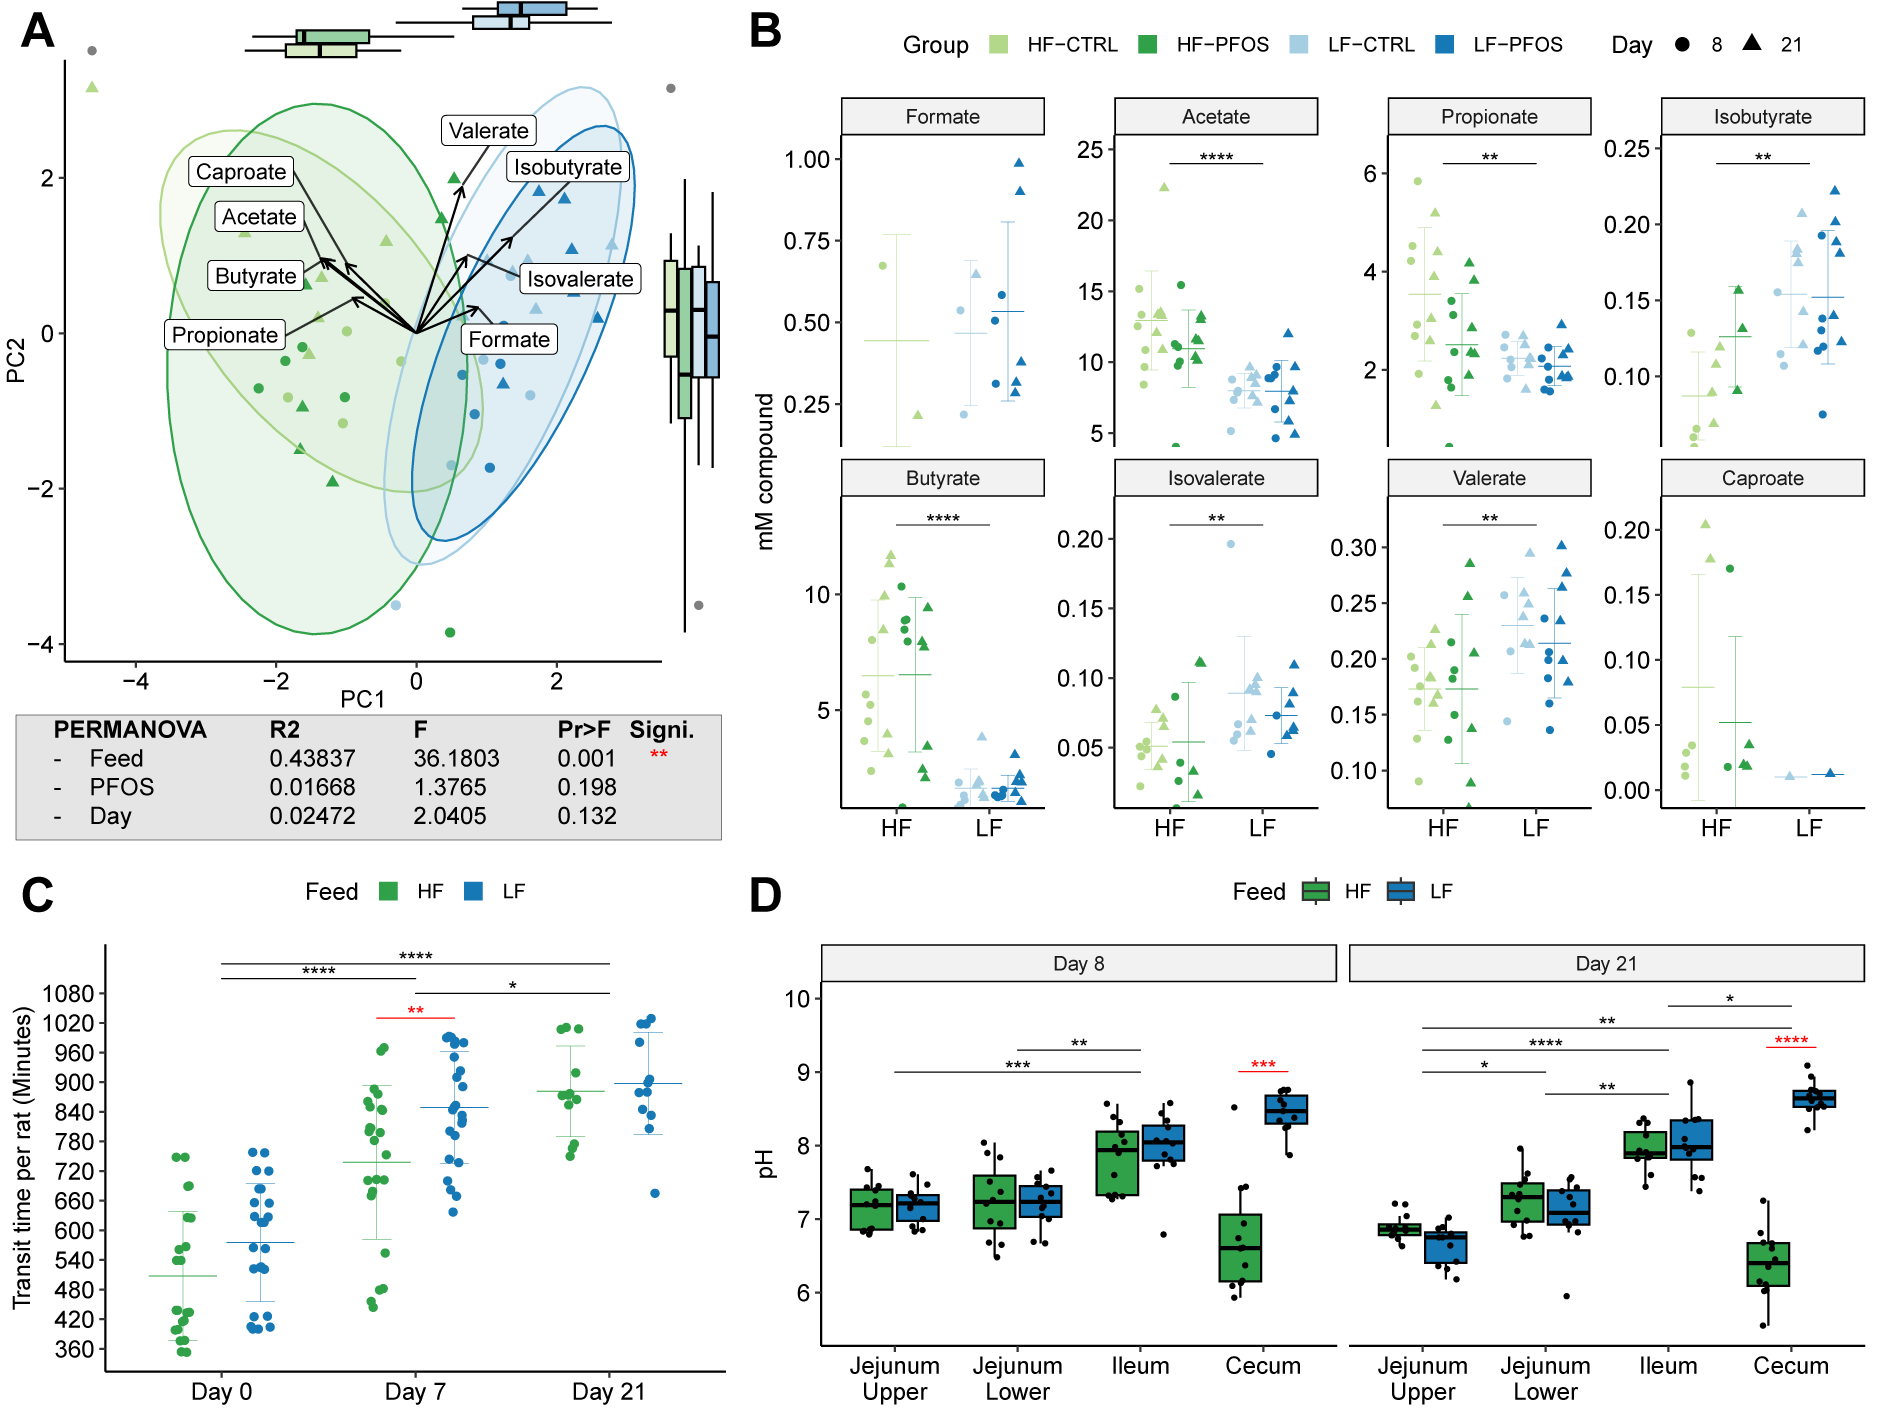 A
Valerate
Isobutyrate
Caproate
Acetate
Butyrate
Isovalerate
Propionate
Formate
PC2
2
0
−2
−4
−4
−2
0
2
PC1
PERMANOVA R2 F Pr>F Signi.
- Feed 0.43837 36.1803 0.001 **
- PFOS 0.01668 1.3765 0.198
- Day 0.02472 2.0405 0.132
B
Group HF−CTRL HF−PFOS LF−CTRL LF−PFOS Day 8 21
mM compound
Formate
1.00
0.75
0.50
0.25
Acetate
****
25
20
15
10
5
Propionate
**
6
4
2
Isobutyrate
**
0.25
0.20
0.15
0.10
Butyrate
****
10
5
HF LF
Isovalerate
**
0.20
0.15
0.10
0.05
HF LF
Valerate
**
0.30
0.25
0.20
0.15
0.10
HF LF
Caproate
0.20
0.15
0.10
0.05
0.00
HF LF
C
Feed HF LF
Transit time per rat (Minutes)
1080
1020
960
900
840
780
720
660
600
540
480
420
360
****
****
*
**
Day 0 Day 7 Day 21
D
Feed HF LF
pH
10
9
8
7
6
Day 8
**
***
***
Jejunum Upper
Jejunum Lower
Ileum
Cecum
Day 21
*
**
****
****
*
**
Jejunum Upper
Jejunum Lower
Ileum
Cecum